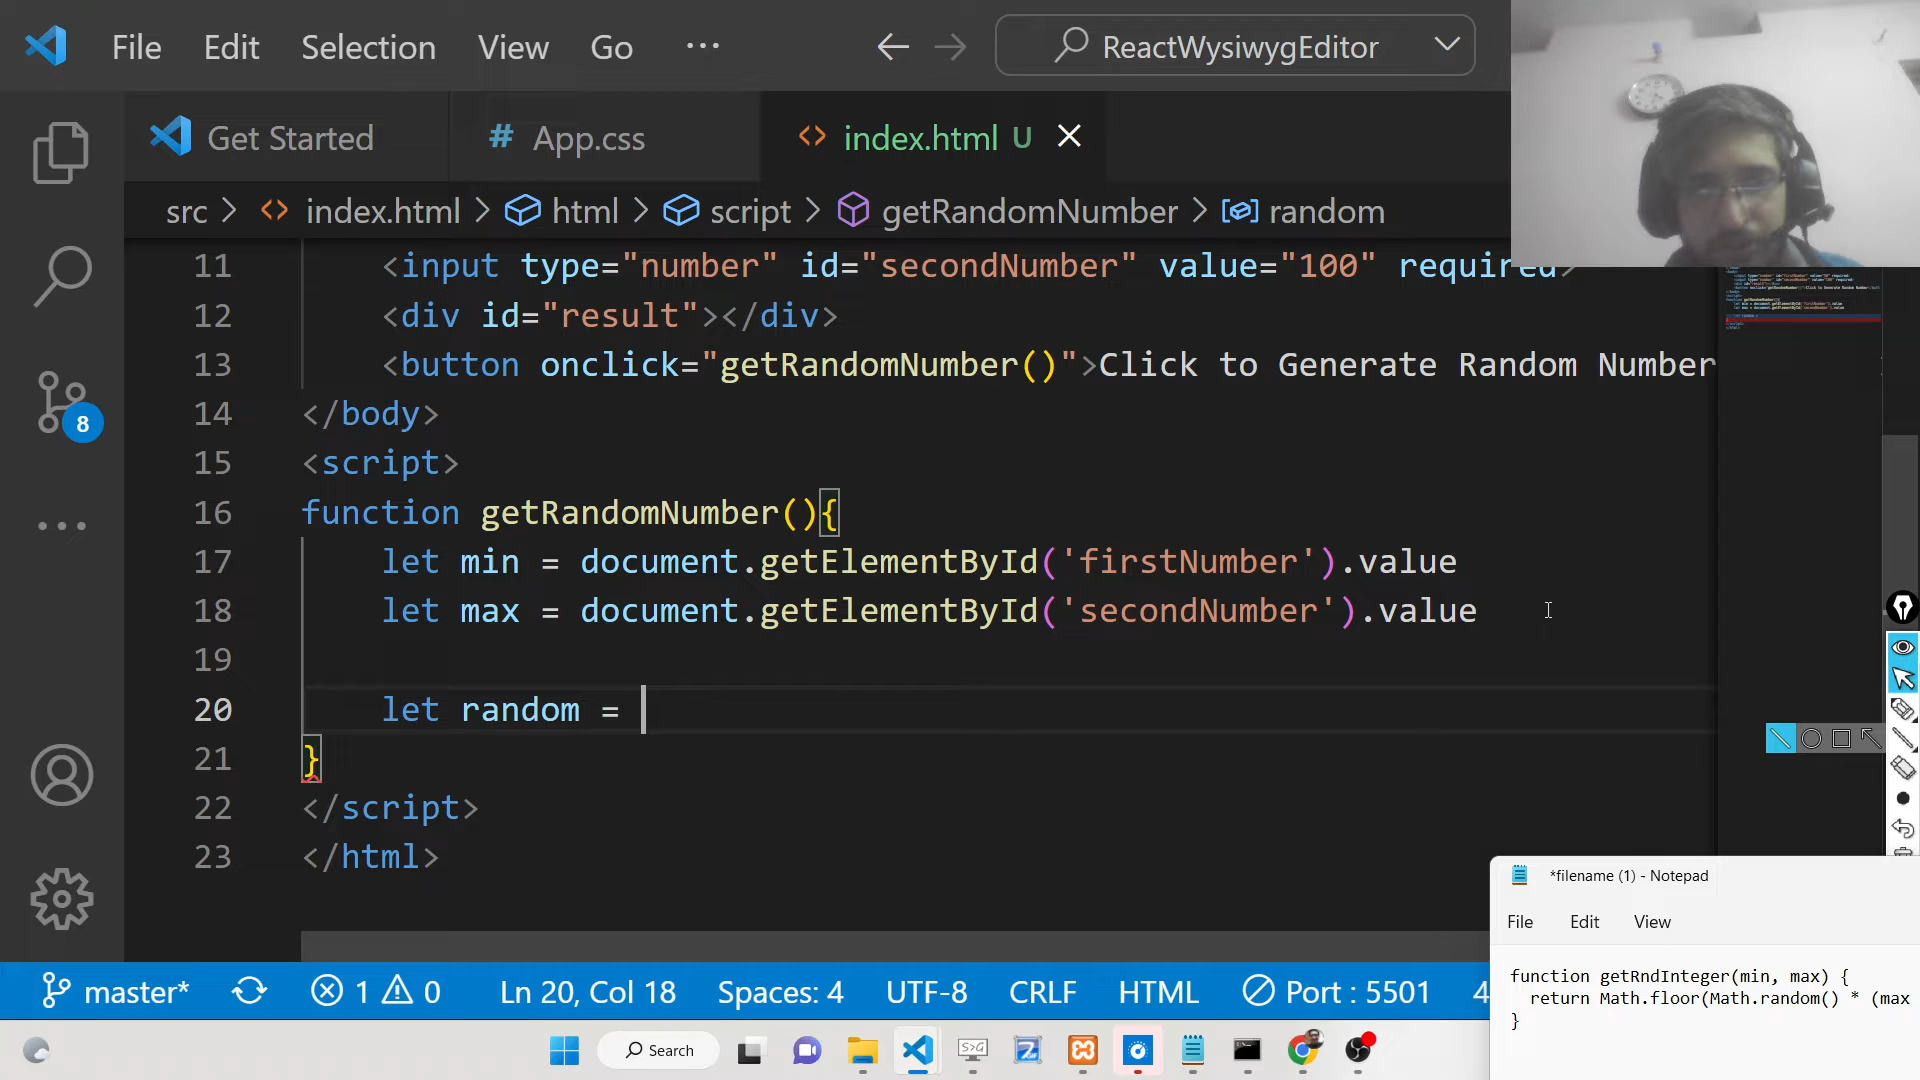 File Edit Selection View Go ··· ReactWysiwygEditor
Get Started # App.css index.html U
src > index.html > html > script > getRandomNumber > random
11 <input type="number" id="secondNumber" value="100" required>
12 <div id="result"></div>
13 <button onclick="getRandomNumber()">Click to Generate Random Number
14 </body>
15 <script>
16 function getRandomNumber(){
17 let min = document.getElementById('firstNumber').value
18 let max = document.getElementById('secondNumber').value
19
20 let random =
21 }
22 </script>
23 </html>
8
master* 1 0 Ln 20, Col 18 Spaces: 4 UTF-8 CRLF HTML Port : 5501 4
*filename (1) - Notepad
File Edit View
function getRndInteger(min, max) {
return Math.floor(Math.random() * (max
}
Search